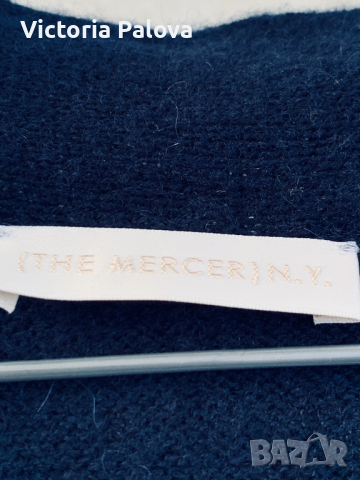 Victoria Palova
(THE MERCER) N.Y.
BAZAR